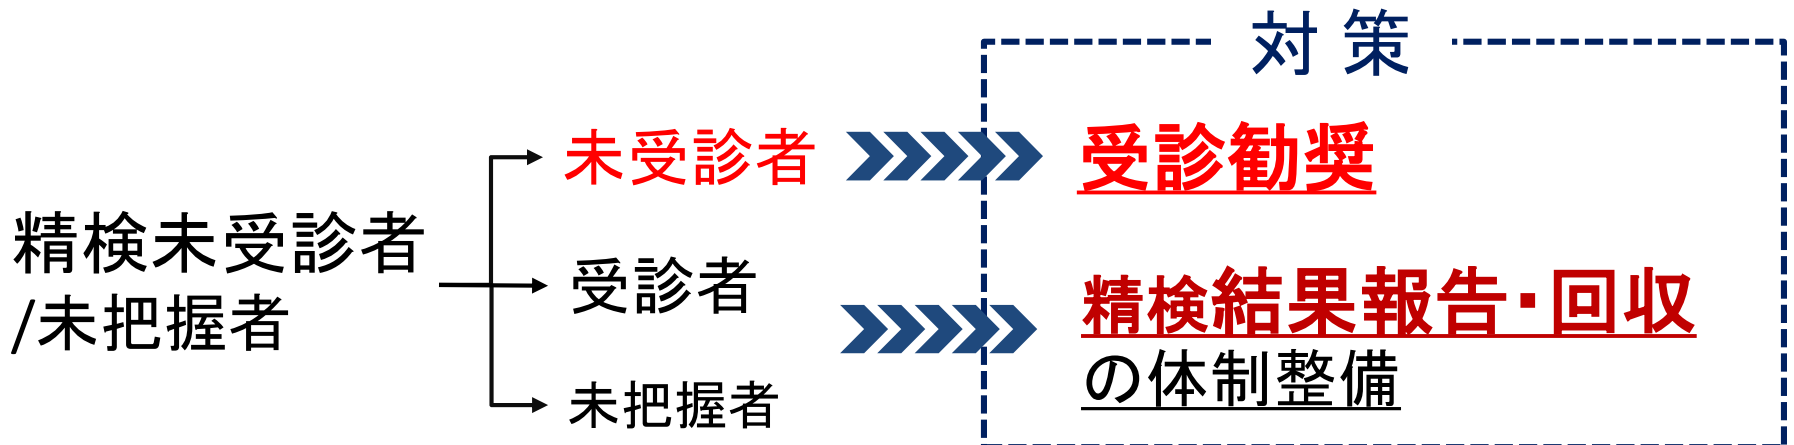 対 策
未受診者
受診勧奨
精検未受診者
/未把握者
受診者
精検結果報告・回収
の体制整備
未把握者